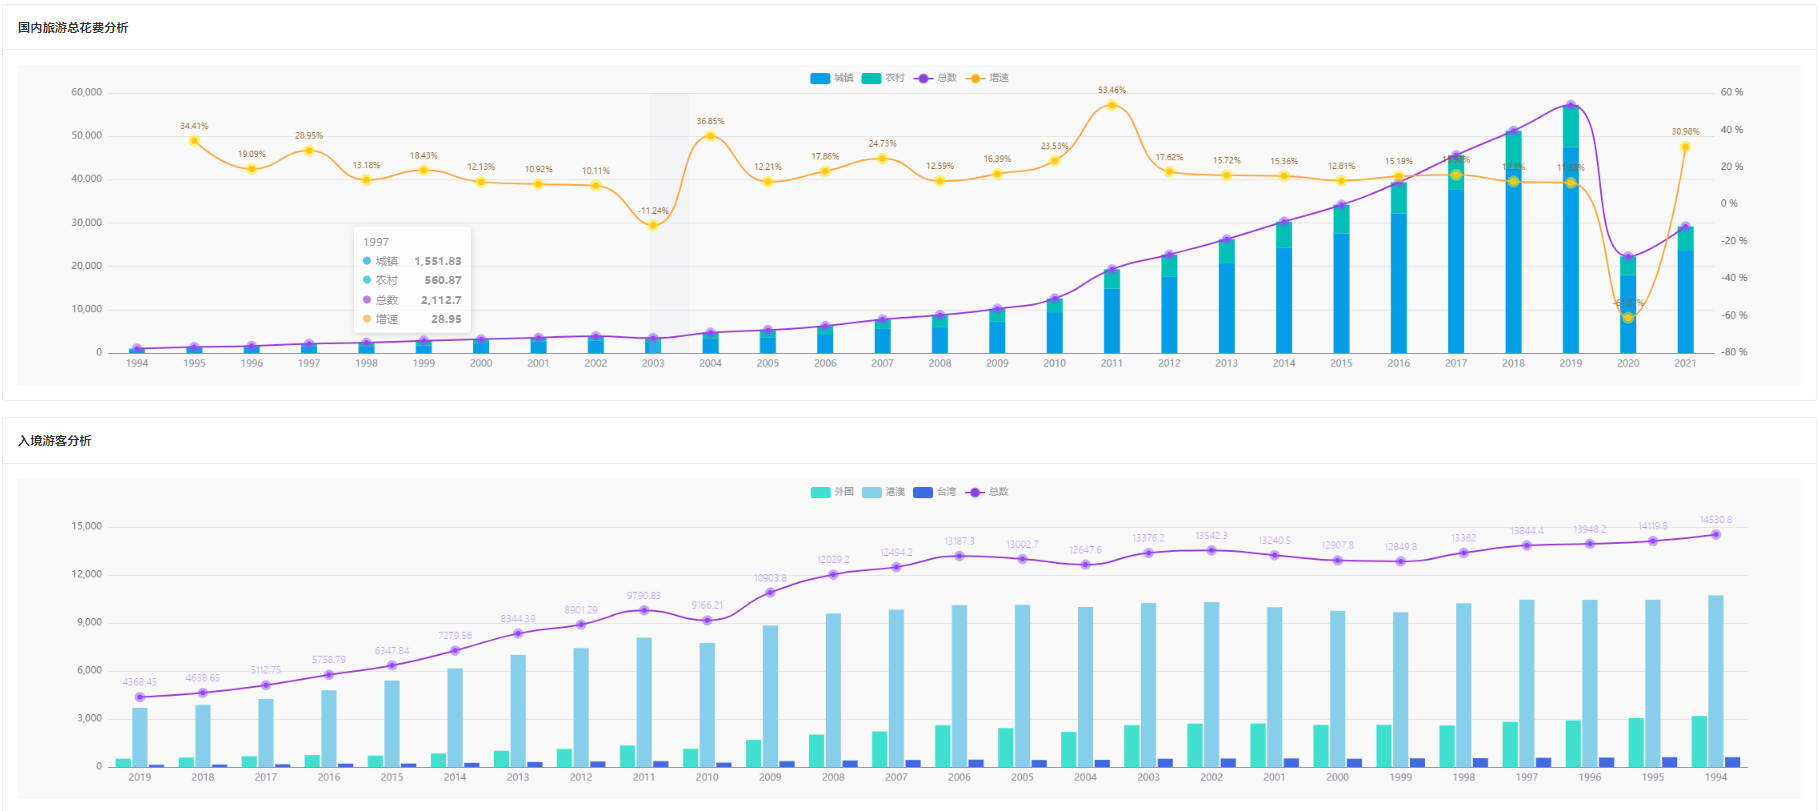 国内旅游总花费分析
城镇 农村 总数 增速
60,000
50,000
40,000
30,000
20,000
10,000
0
60 %
40 %
20 %
0 %
-20 %
-40 %
-60 %
-80 %
34.41% 19.09% 28.95% 13.18% 18.43% 12.13% 10.92% 10.11% -11.24% 36.85% 12.21% 17.86% 24.73% 12.59% 16.39% 23.53% 53.46% 17.62% 15.72% 15.36% 12.81% 15.19% 30.98%
1997
城镇 1,551.83
农村 560.87
总数 2,112.7
增速 28.95
1994 1995 1996 1997 1998 1999 2000 2001 2002 2003 2004 2005 2006 2007 2008 2009 2010 2011 2012 2013 2014 2015 2016 2017 2018 2019 2020 2021
入境游客分析
外国 港澳 台湾 总数
15,000
12,000
9,000
6,000
3,000
0
4368.45 4638.65 5112.75 5758.79 6347.84 7279.56 8344.39 8901.29 9790.83 9166.21 10903.8 12029.2 12494.2 13187.3 13002.7 12647.6 13376.2 13542.3 13240.5 12907.8 12849.8 13382 13844.4 13948.2 14119.8 14530.8
2019 2018 2017 2016 2015 2014 2013 2012 2011 2010 2009 2008 2007 2006 2005 2004 2003 2002 2001 2000 1999 1998 1997 1996 1995 1994